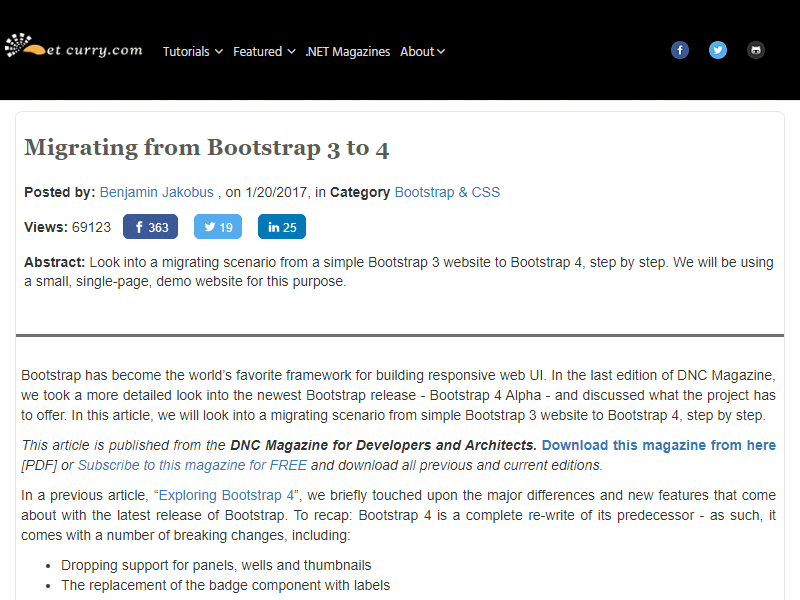 et curry.com
Tutorials Featured .NET Magazines About
Migrating from Bootstrap 3 to 4
Posted by: Benjamin Jakobus , on 1/20/2017, in Category Bootstrap & CSS
Views: 69123 363 19 25
Abstract: Look into a migrating scenario from a simple Bootstrap 3 website to Bootstrap 4, step by step. We will be using
a small, single-page, demo website for this purpose.
Bootstrap has become the world’s favorite framework for building responsive web UI. In the last edition of DNC Magazine,
we took a more detailed look into the newest Bootstrap release - Bootstrap 4 Alpha - and discussed what the project has
to offer. In this article, we will look into a migrating scenario from simple Bootstrap 3 website to Bootstrap 4, step by step.
This article is published from the DNC Magazine for Developers and Architects. Download this magazine from here
[PDF] or Subscribe to this magazine for FREE and download all previous and current editions.
In a previous article, “Exploring Bootstrap 4”, we briefly touched upon the major differences and new features that come
about with the latest release of Bootstrap. To recap: Bootstrap 4 is a complete re-write of its predecessor - as such, it
comes with a number of breaking changes, including:
• Dropping support for panels, wells and thumbnails
• The replacement of the badge component with labels